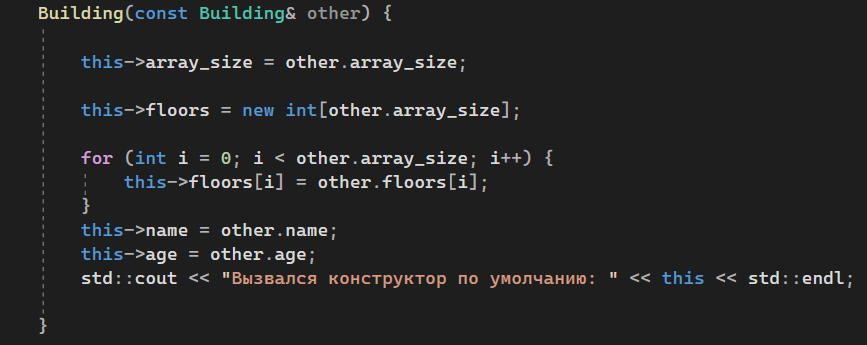 Building(const Building& other) {
this->array_size = other.array_size;
this->floors = new int[other.array_size];
for (int i = 0; i < other.array_size; i++) {
this->floors[i] = other.floors[i];
}
this->name = other.name;
this->age = other.age;
std::cout << "Вызвался конструктор по умолчанию: " << this << std::endl;
}